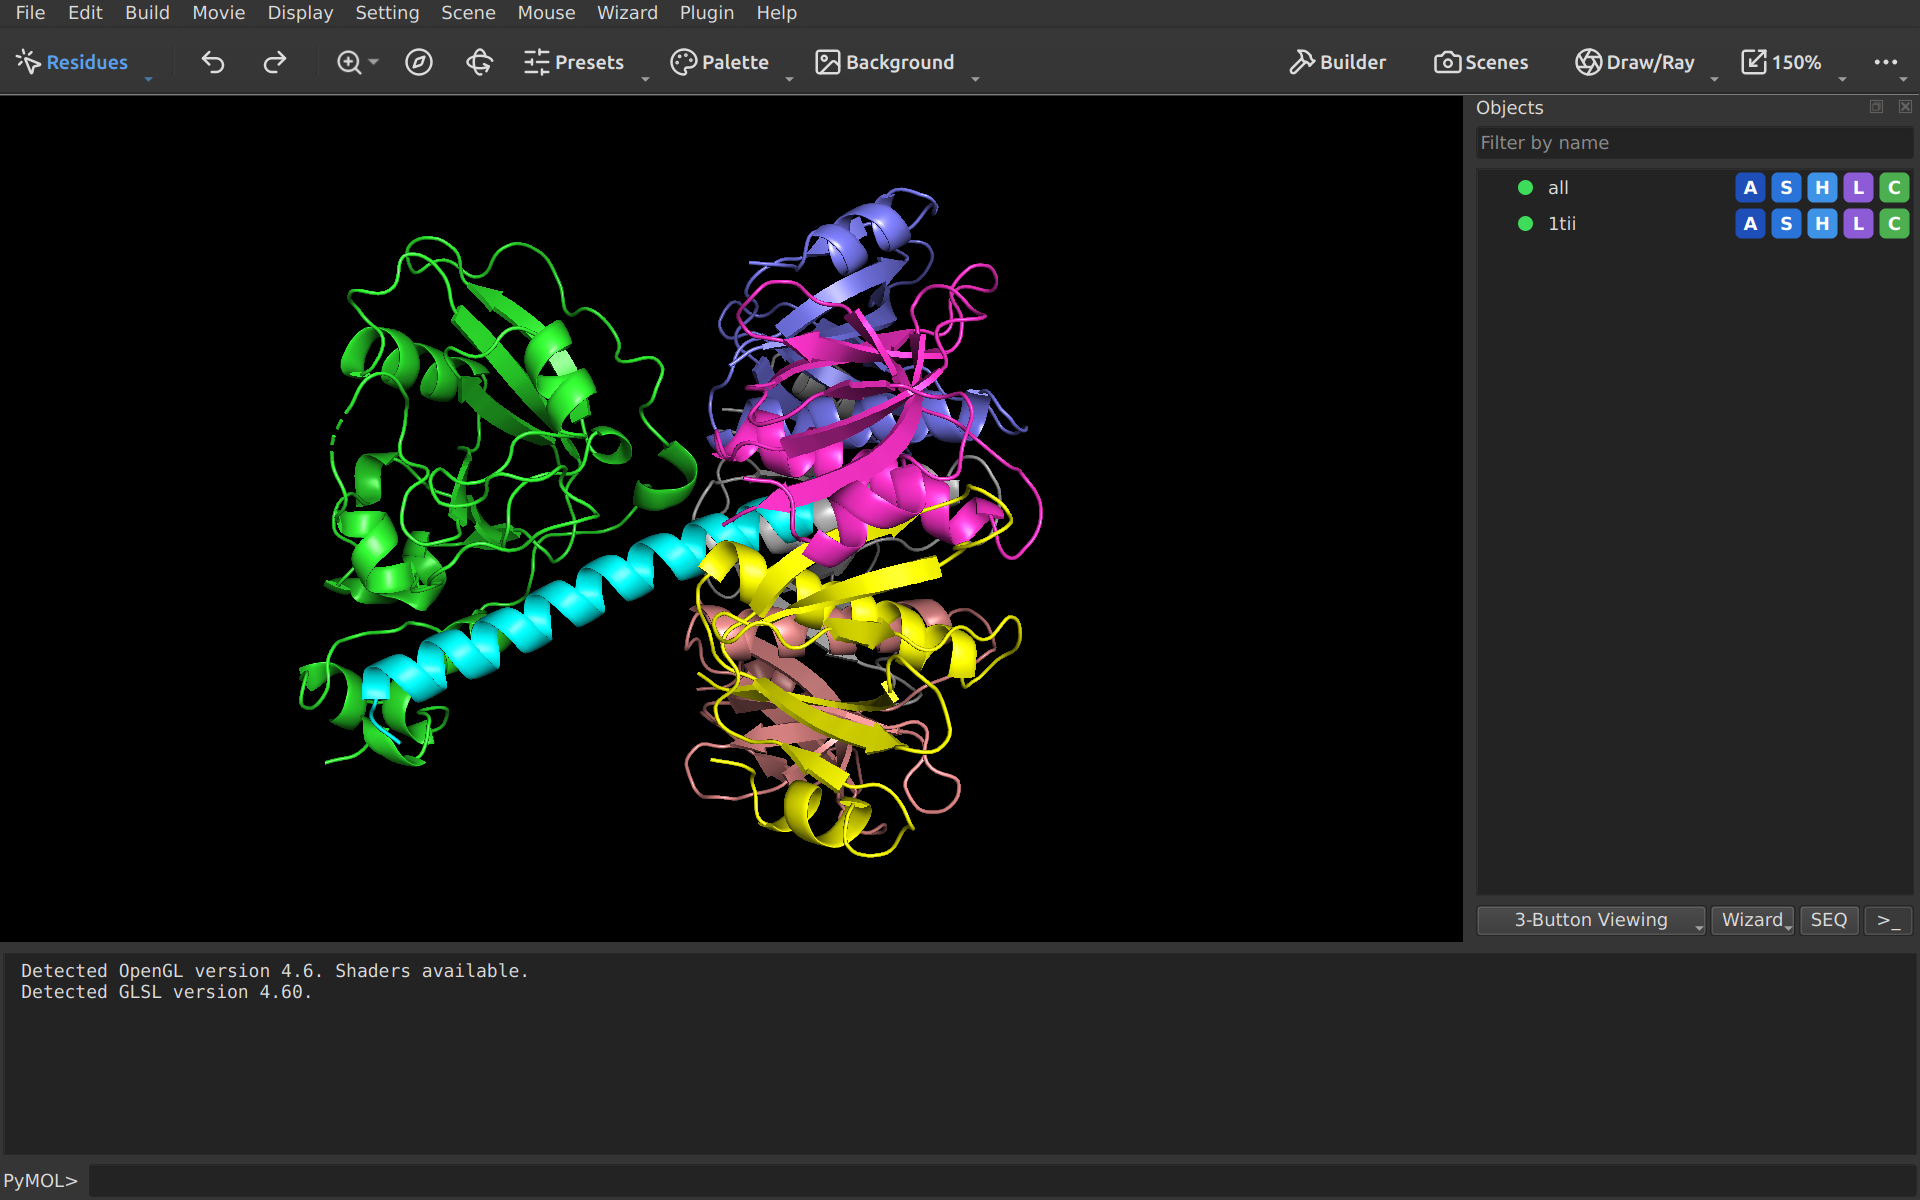 File Edit Build Movie Display Setting Scene Mouse Wizard Plugin Help
Residues Presets Palette Background Builder Scenes Draw/Ray 150%
Objects
Filter by name
all A S H L C
1tii A S H L C
3-Button Viewing Wizard SEQ >_
Detected OpenGL version 4.6. Shaders available.
Detected GLSL version 4.60.
PyMOL>